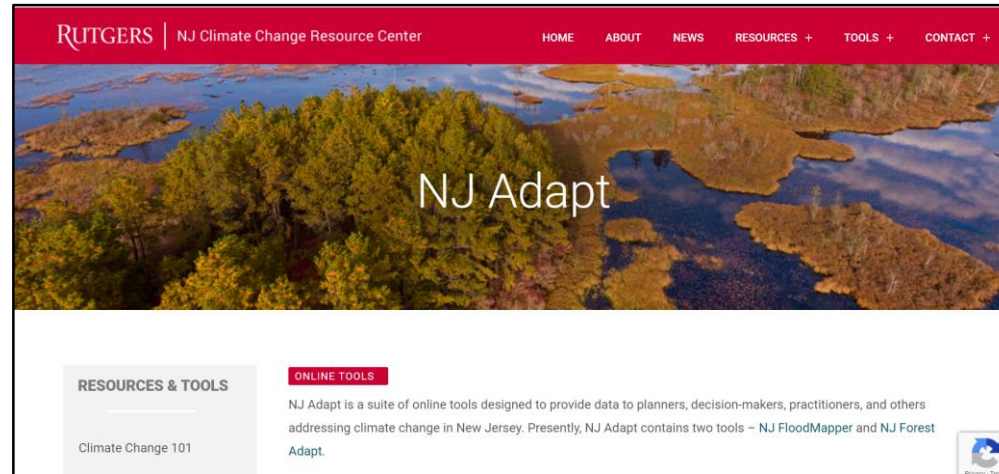 RUTGERS | NJ Climate Change Resource Center
HOME ABOUT NEWS RESOURCES + TOOLS + CONTACT +
NJ Adapt
RESOURCES & TOOLS
Climate Change 101
ONLINE TOOLS
NJ Adapt is a suite of online tools designed to provide data to planners, decision-makers, practitioners, and others
addressing climate change in New Jersey. Presently, NJ Adapt contains two tools – NJ FloodMapper and NJ Forest
Adapt.